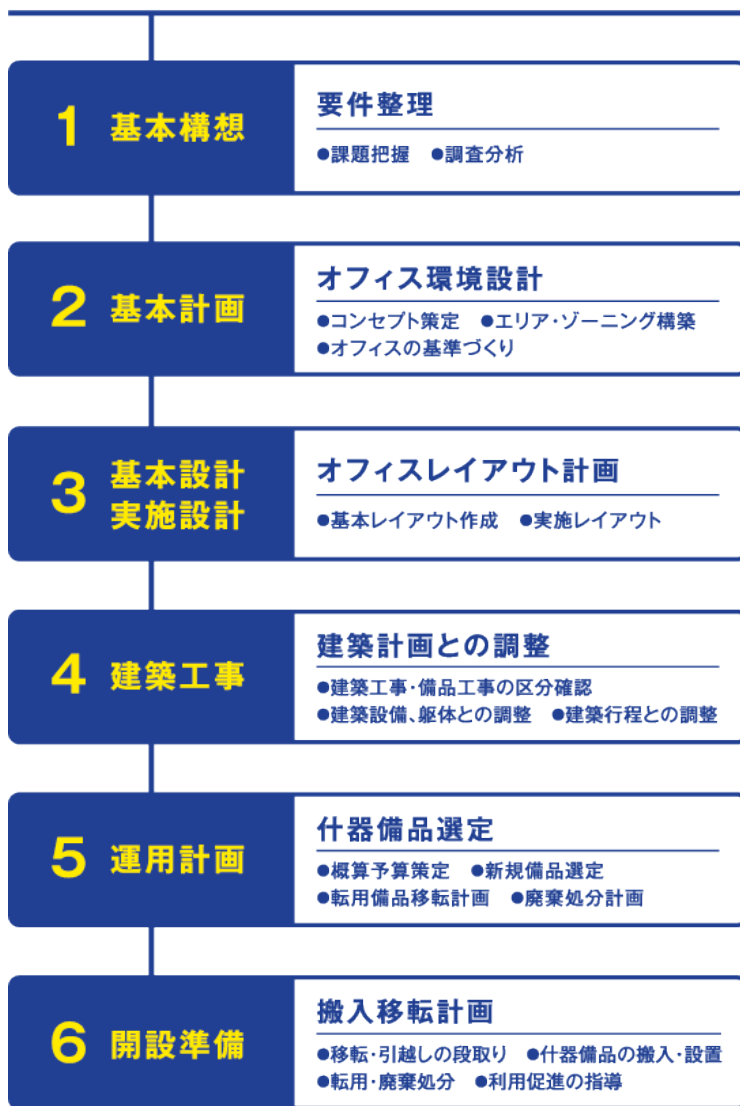 1 基本構想
要件整理
●課題把握 ●調査分析
2 基本計画
オフィス環境設計
●コンセプト策定 ●エリア・ゾーニング構築
●オフィスの基準づくり
3 基本設計
実施設計
オフィスレイアウト計画
●基本レイアウト作成 ●実施レイアウト
4 建築工事
建築計画との調整
●建築工事・備品工事の区分確認
●建築設備、躯体との調整 ●建築行程との調整
5 運用計画
什器備品選定
●概算予算策定 ●新規備品選定
●転用備品移転計画 ●廃棄処分計画
6 開設準備
搬入移転計画
●移転・引越しの段取り ●什器備品の搬入・設置
●転用・廃棄処分 ●利用促進の指導